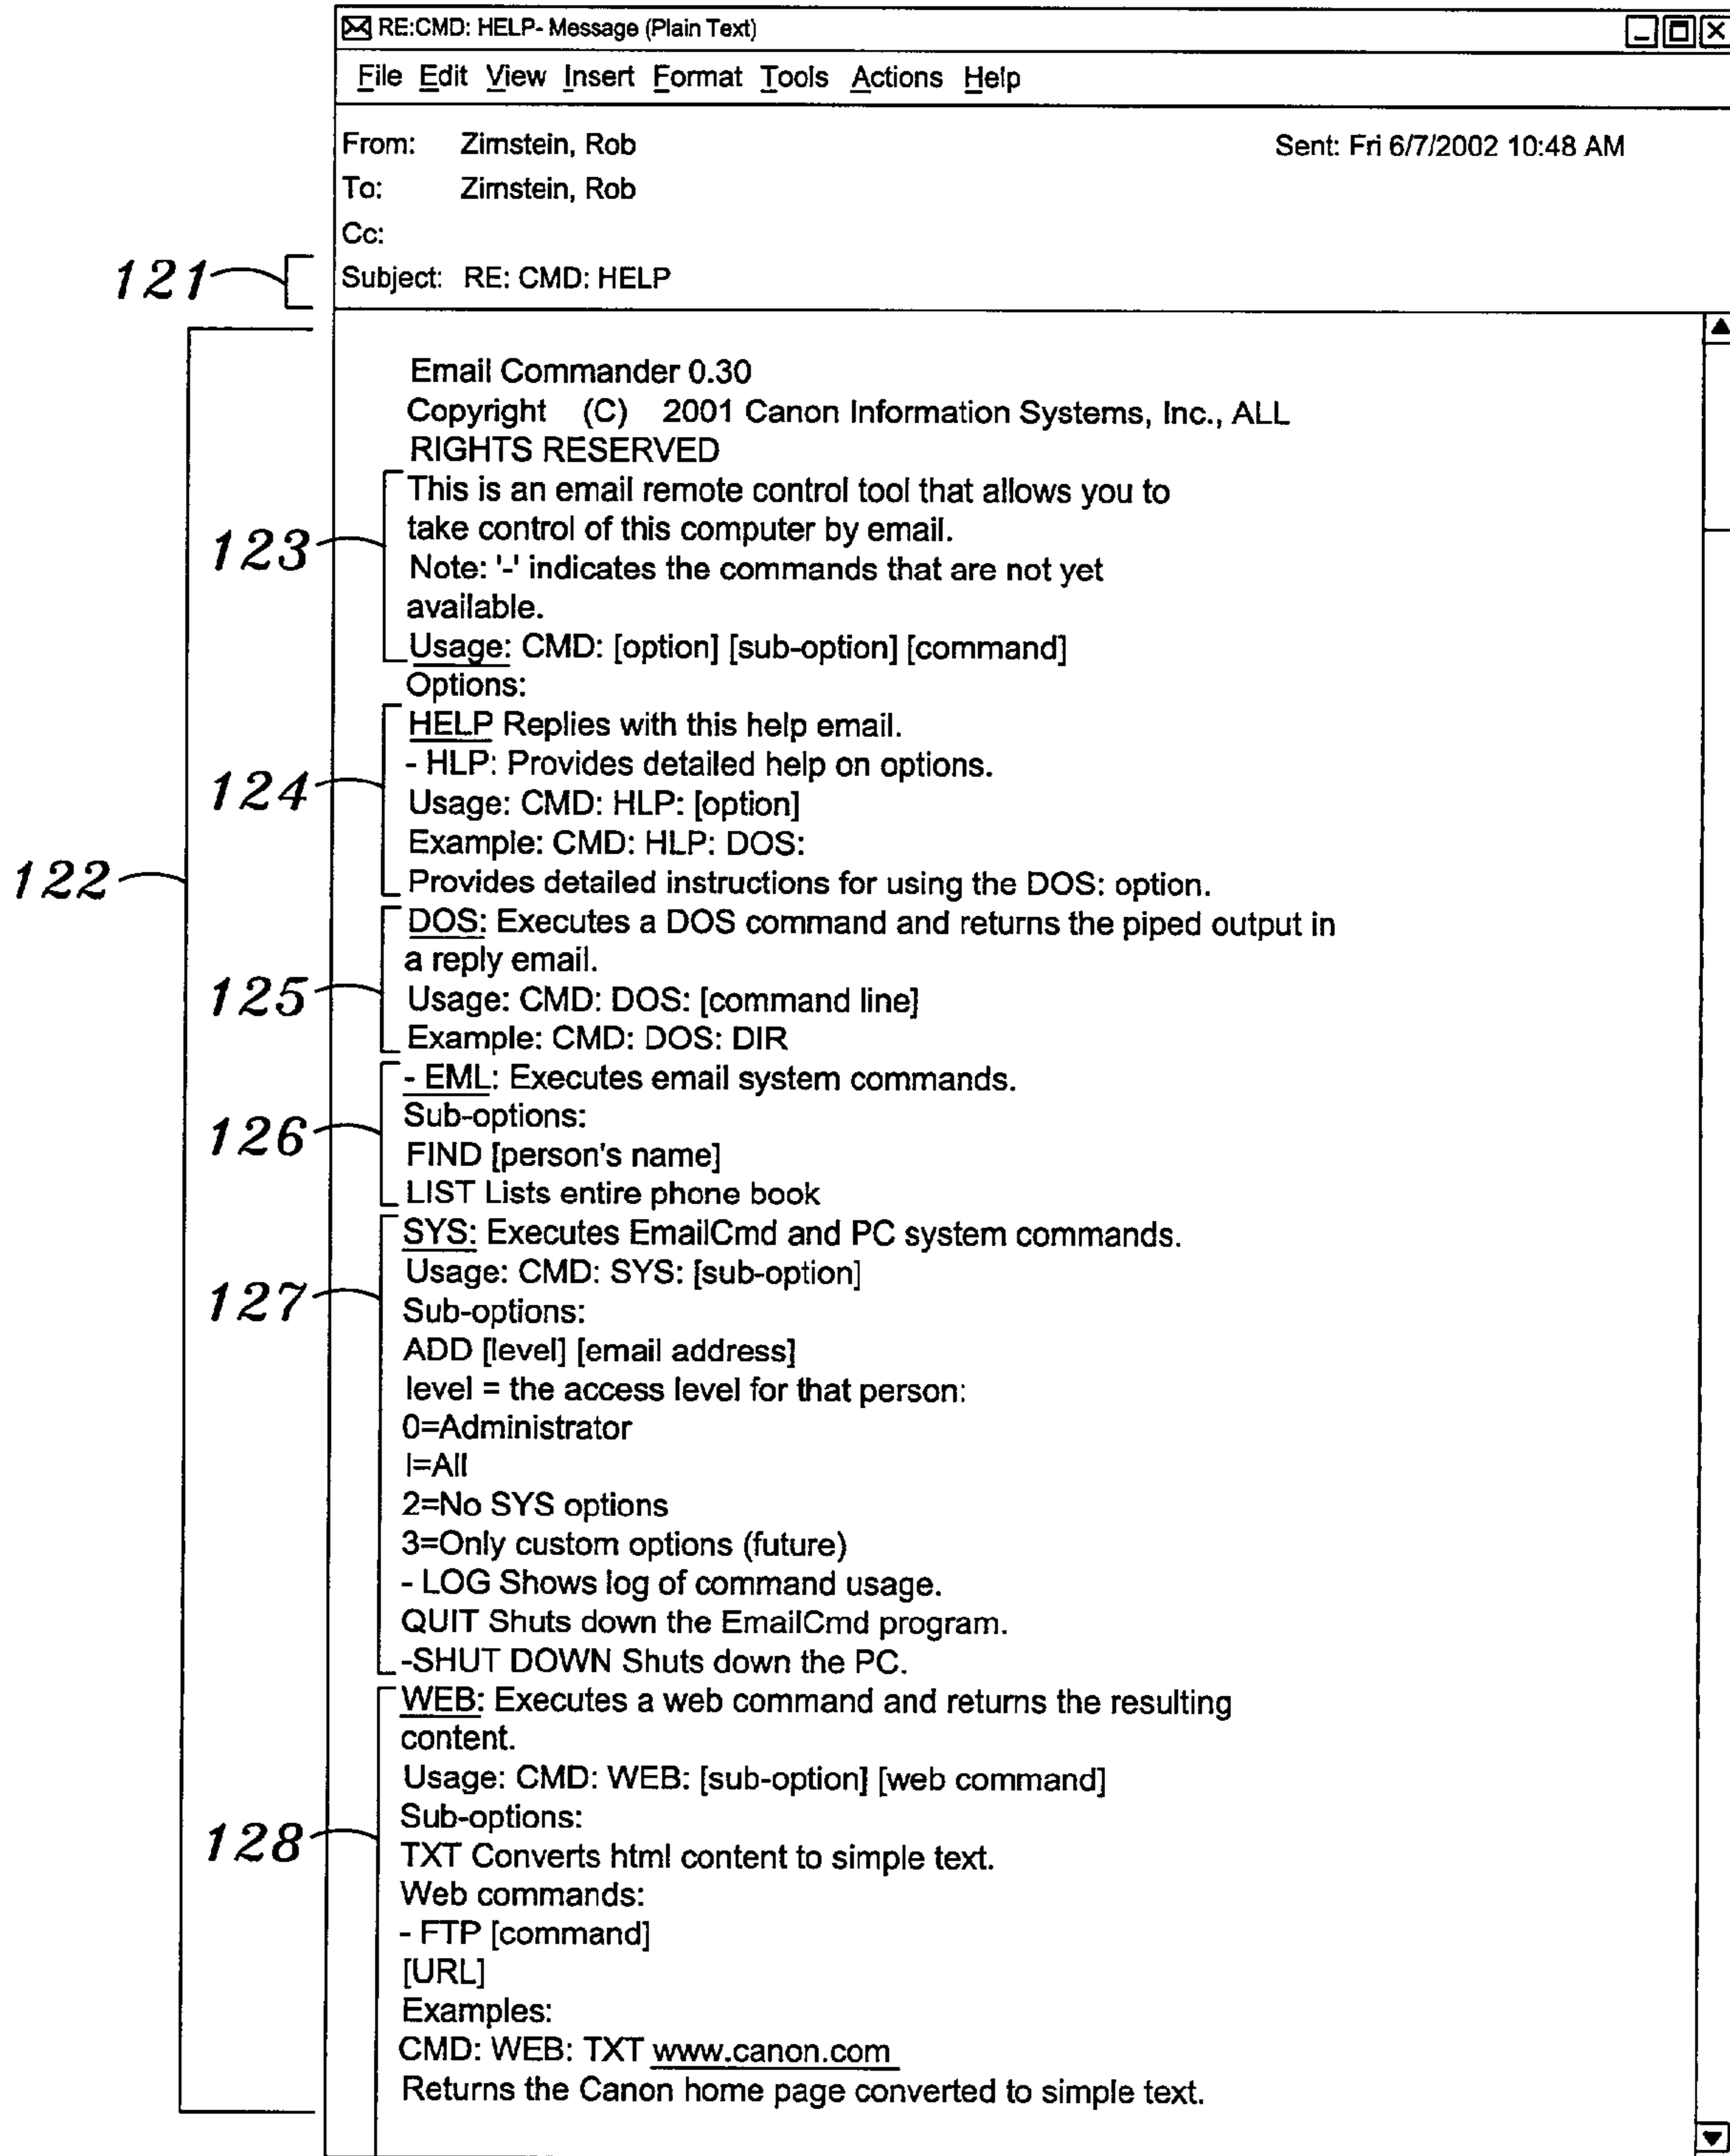 RE:CMD: HELP- Message (Plain Text)
File Edit View Insert Format Tools Actions Help
From: Zirnstein, Rob Sent: Fri 6/7/2002 10:48 AM
To: Zirnstein, Rob
Cc:
121 Subject: RE: CMD: HELP
Email Commander 0.30
Copyright (C) 2001 Canon Information Systems, Inc., ALL
RIGHTS RESERVED
This is an email remote control tool that allows you to
take control of this computer by email.
123
Note: '-' indicates the commands that are not yet
available.
Usage: CMD: [option] [sub-option] [command]
Options:
HELP Replies with this help email.
- HLP: Provides detailed help on options.
124 Usage: CMD: HLP: [option]
Example: CMD: HLP: DOS:
122 Provides detailed instructions for using the DOS: option.
DOS: Executes a DOS command and returns the piped output in
a reply email.
125 Usage: CMD: DOS: [command line]
Example: CMD: DOS: DIR
- EML: Executes email system commands.
Sub-options:
126 FIND [person's name]
LIST Lists entire phone book
SYS: Executes EmailCmd and PC system commands.
Usage: CMD: SYS: [sub-option]
127 Sub-options:
ADD [level] [email address]
level = the access level for that person:
0=Administrator
l=All
2=No SYS options
3=Only custom options (future)
- LOG Shows log of command usage.
QUIT Shuts down the EmailCmd program.
-SHUT DOWN Shuts down the PC.
WEB: Executes a web command and returns the resulting
content.
Usage: CMD: WEB: [sub-option] [web command]
Sub-options:
128 TXT Converts html content to simple text.
Web commands:
- FTP [command]
[URL]
Examples:
CMD: WEB: TXT www.canon.com
Returns the Canon home page converted to simple text.